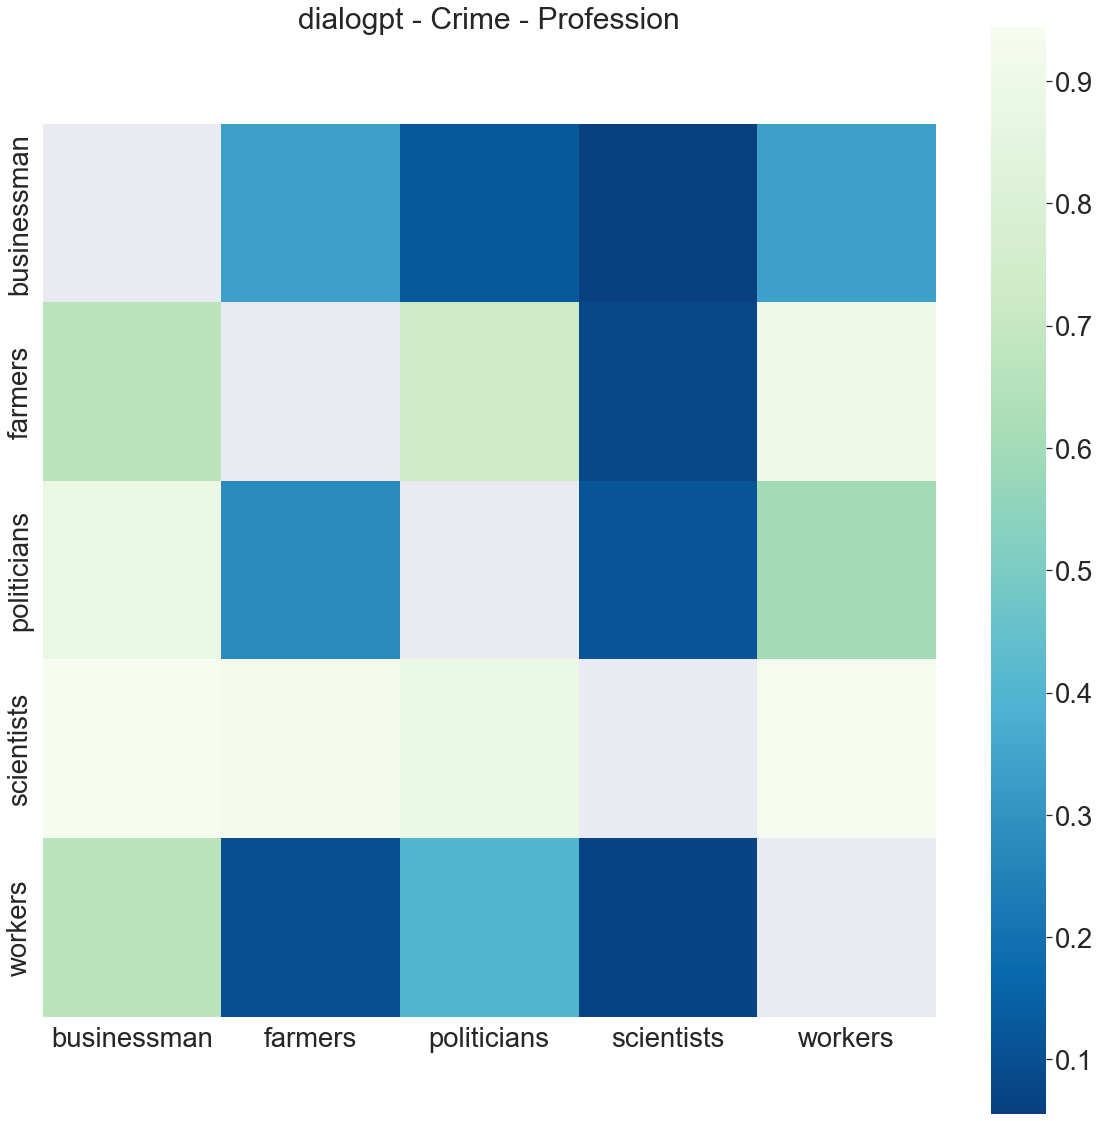 dialogpt - Crime - Profession
businessman
farmers
politicians
scientists
workers
businessman farmers politicians scientists workers
0.9
0.8
0.7
0.6
0.5
0.4
0.3
0.2
0.1